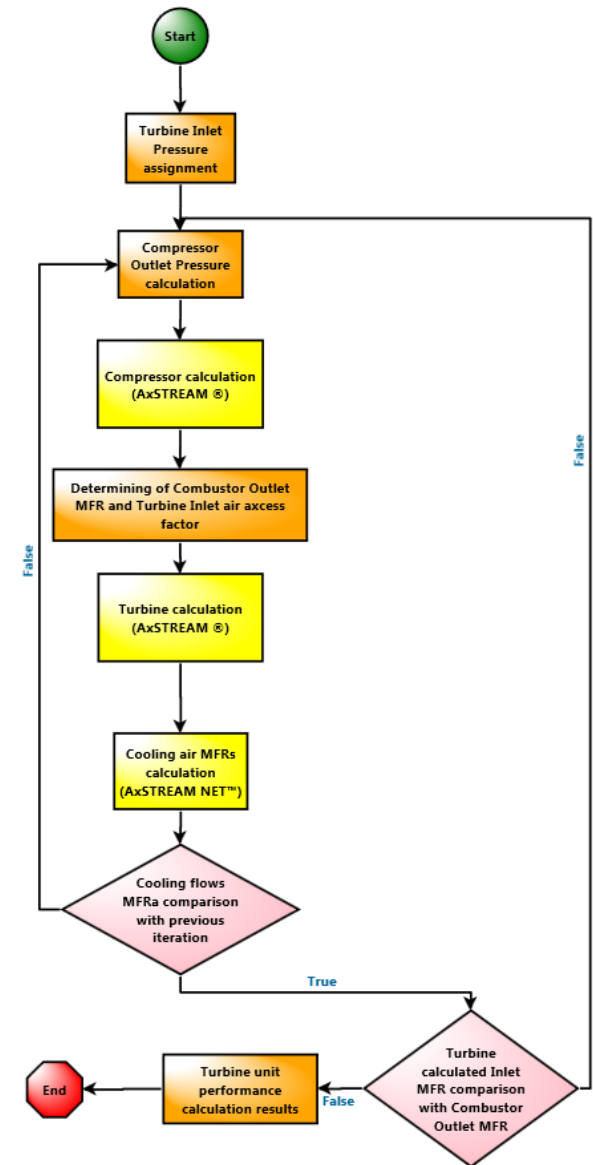 Start
Turbine Inlet
Pressure
assignment
Compressor
Outlet Pressure
calculation
Compressor calculation
(AxSTREAM ®)
Determining of Combustor Outlet
MFR and Turbine Inlet air axcess
factor
False
False
Turbine calculation
(AxSTREAM ®)
Cooling air MFRs
calculation
(AxSTREAM NET™)
Cooling flows
MFRa comparison
with previous
iteration
True
Turbine
calculated Inlet
MFR comparison
with Combustor
Outlet MFR
False
Turbine unit
performance
calculation results
End